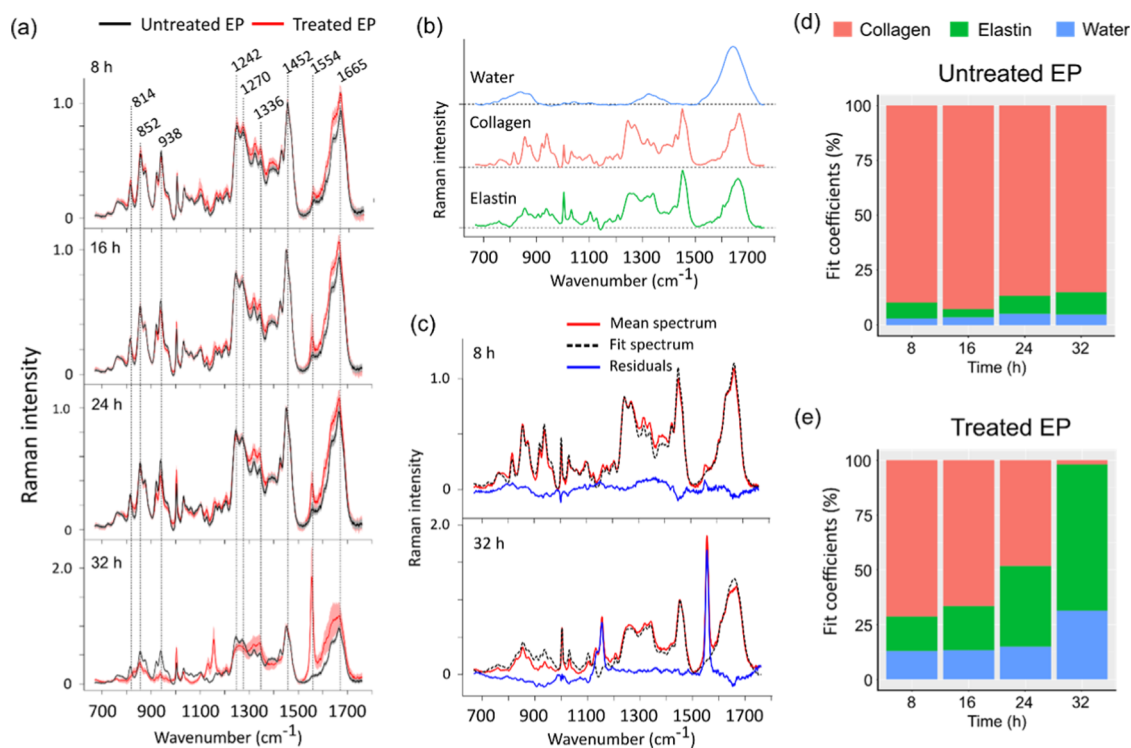 (a)
Untreated EP
Treated EP
8 h
814
852
938
1242
1270
1336
1452
1554
1665
1.0
0
16 h
1.0
0
24 h
1.0
0
32 h
2.0
0
Raman intensity
700 900 1100 1300 1500 1700
Wavenumber (cm⁻¹)
(b)
Water
Collagen
Elastin
Raman intensity
700 900 1100 1300 1500 1700
Wavenumber (cm⁻¹)
(c)
Mean spectrum
Fit spectrum
Residuals
8 h
1.0
0
32 h
2.0
0
Raman intensity
700 900 1100 1300 1500 1700
Wavenumber (cm⁻¹)
(d)
Collagen Elastin Water
Untreated EP
Fit coefficients (%)
100
75
50
25
0
8 16 24 32
Time (h)
(e)
Treated EP
Fit coefficients (%)
100
75
50
25
0
8 16 24 32
Time (h)